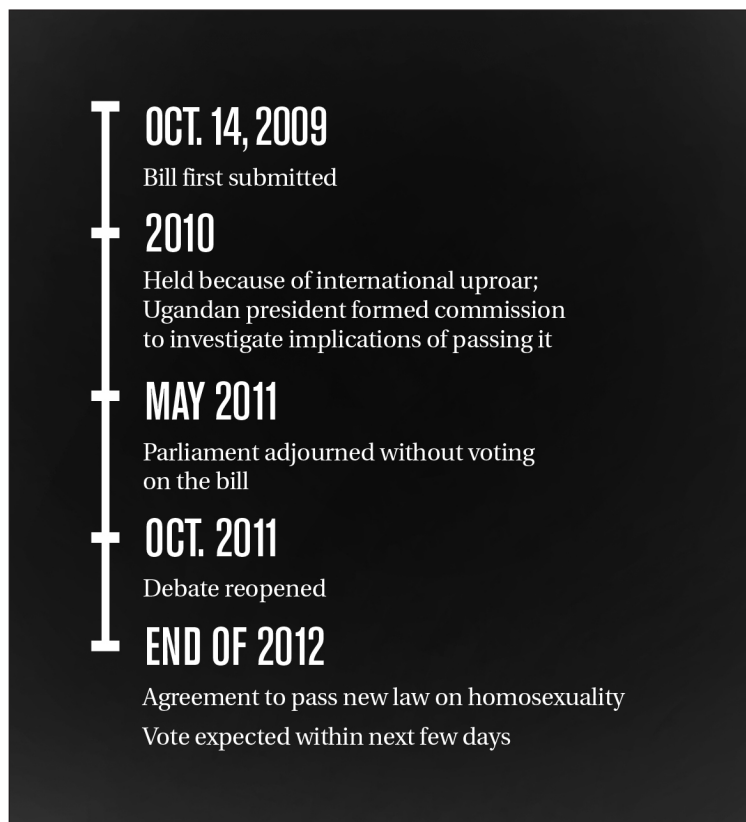 OCT. 14, 2009
Bill first submitted
2010
Held because of international uproar;
Ugandan president formed commission
to investigate implications of passing it
MAY 2011
Parliament adjourned without voting
on the bill
OCT. 2011
Debate reopened
END OF 2012
Agreement to pass new law on homosexuality
Vote expected within next few days